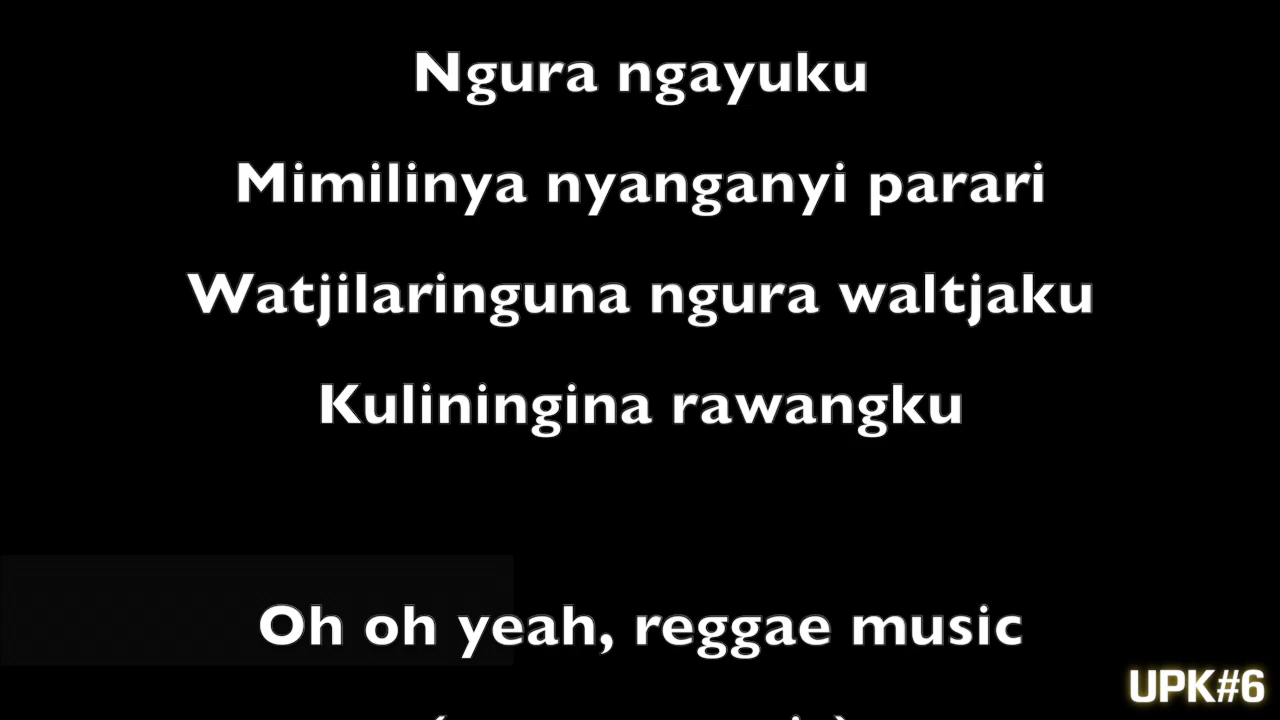 Ngura ngayuku
Mimilinya nyanganyi parari
Watjilaringuna ngura waltjaku
Kuliningina rawangku
Oh oh yeah, reggae music
UPK#6